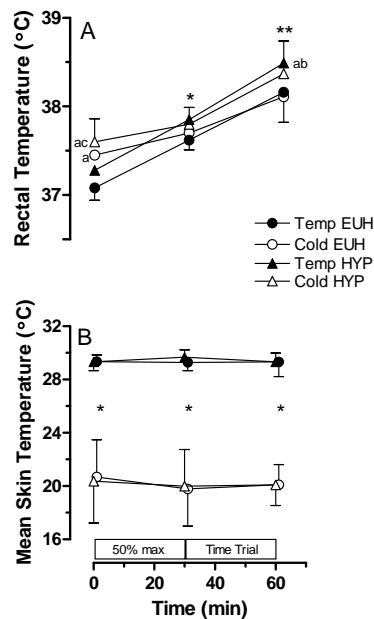 A
39
38
37
Rectal Temperature (°C)
*
**
ab
ac
a
Temp EUH
Cold EUH
Temp HYP
Cold HYP
B
32
28
24
20
16
Mean Skin Temperature (°C)
* * *
50% max Time Trial
0 20 40 60
Time (min)